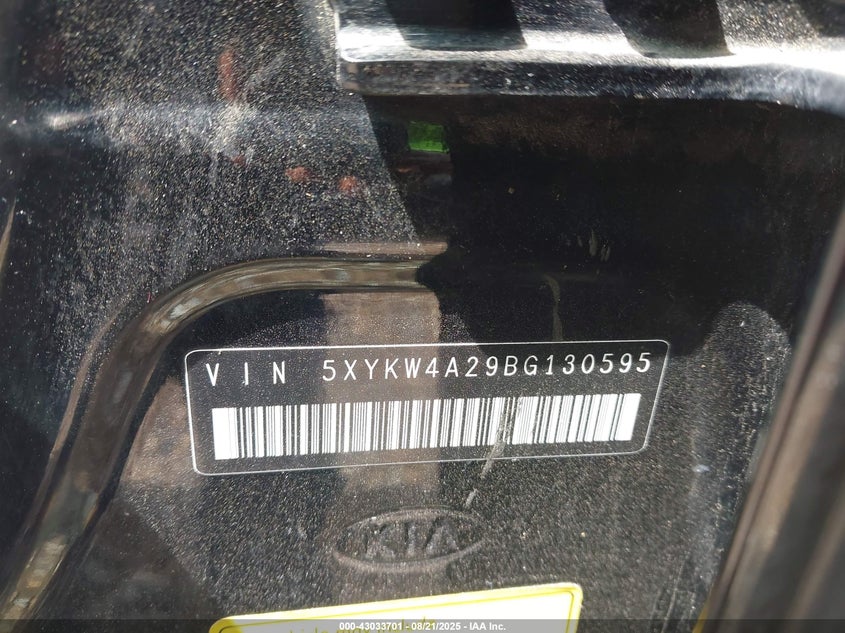 VIN 5XYKW4A29BG130595
KIA
000-43033701 - 08/21/2025 - IAA Inc.